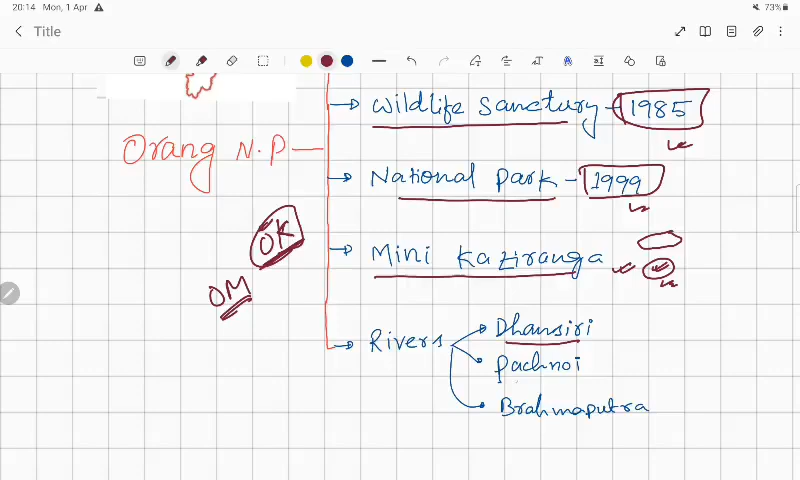 20:14 Mon, 1 Apr
73%
Title
Wildlife Sanctury - 1985
Orang N.P -
National Park - 1999
OK
Mini Kaziranga
OM
Rivers
Dhansiri
Pachnoi
Brahmaputra